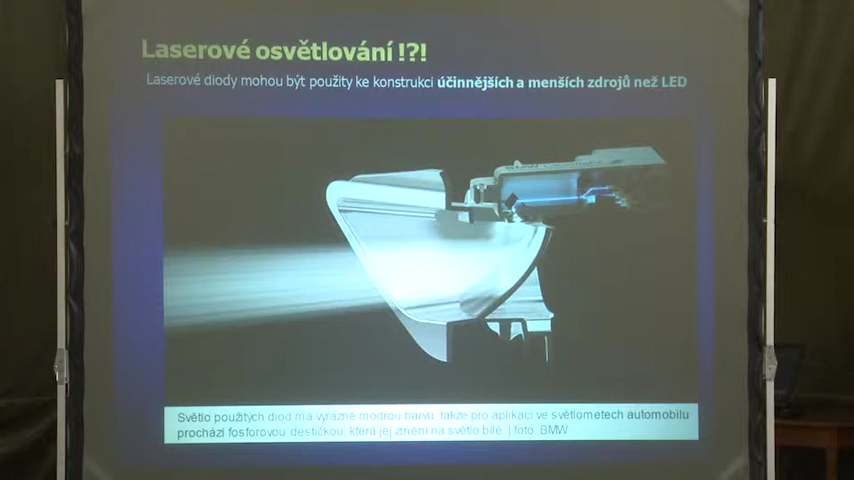 Laserové osvětlování !?!
Laserové diody mohou být použity ke konstrukci účinnějších a menších zdrojů než LED
Světlo použitých diod má výrazně modrou barvu, takže pro aplikaci ve světlometech automobilu
prochází fosforovou destičkou, která jej změní na světlo bílé. | foto: BMW